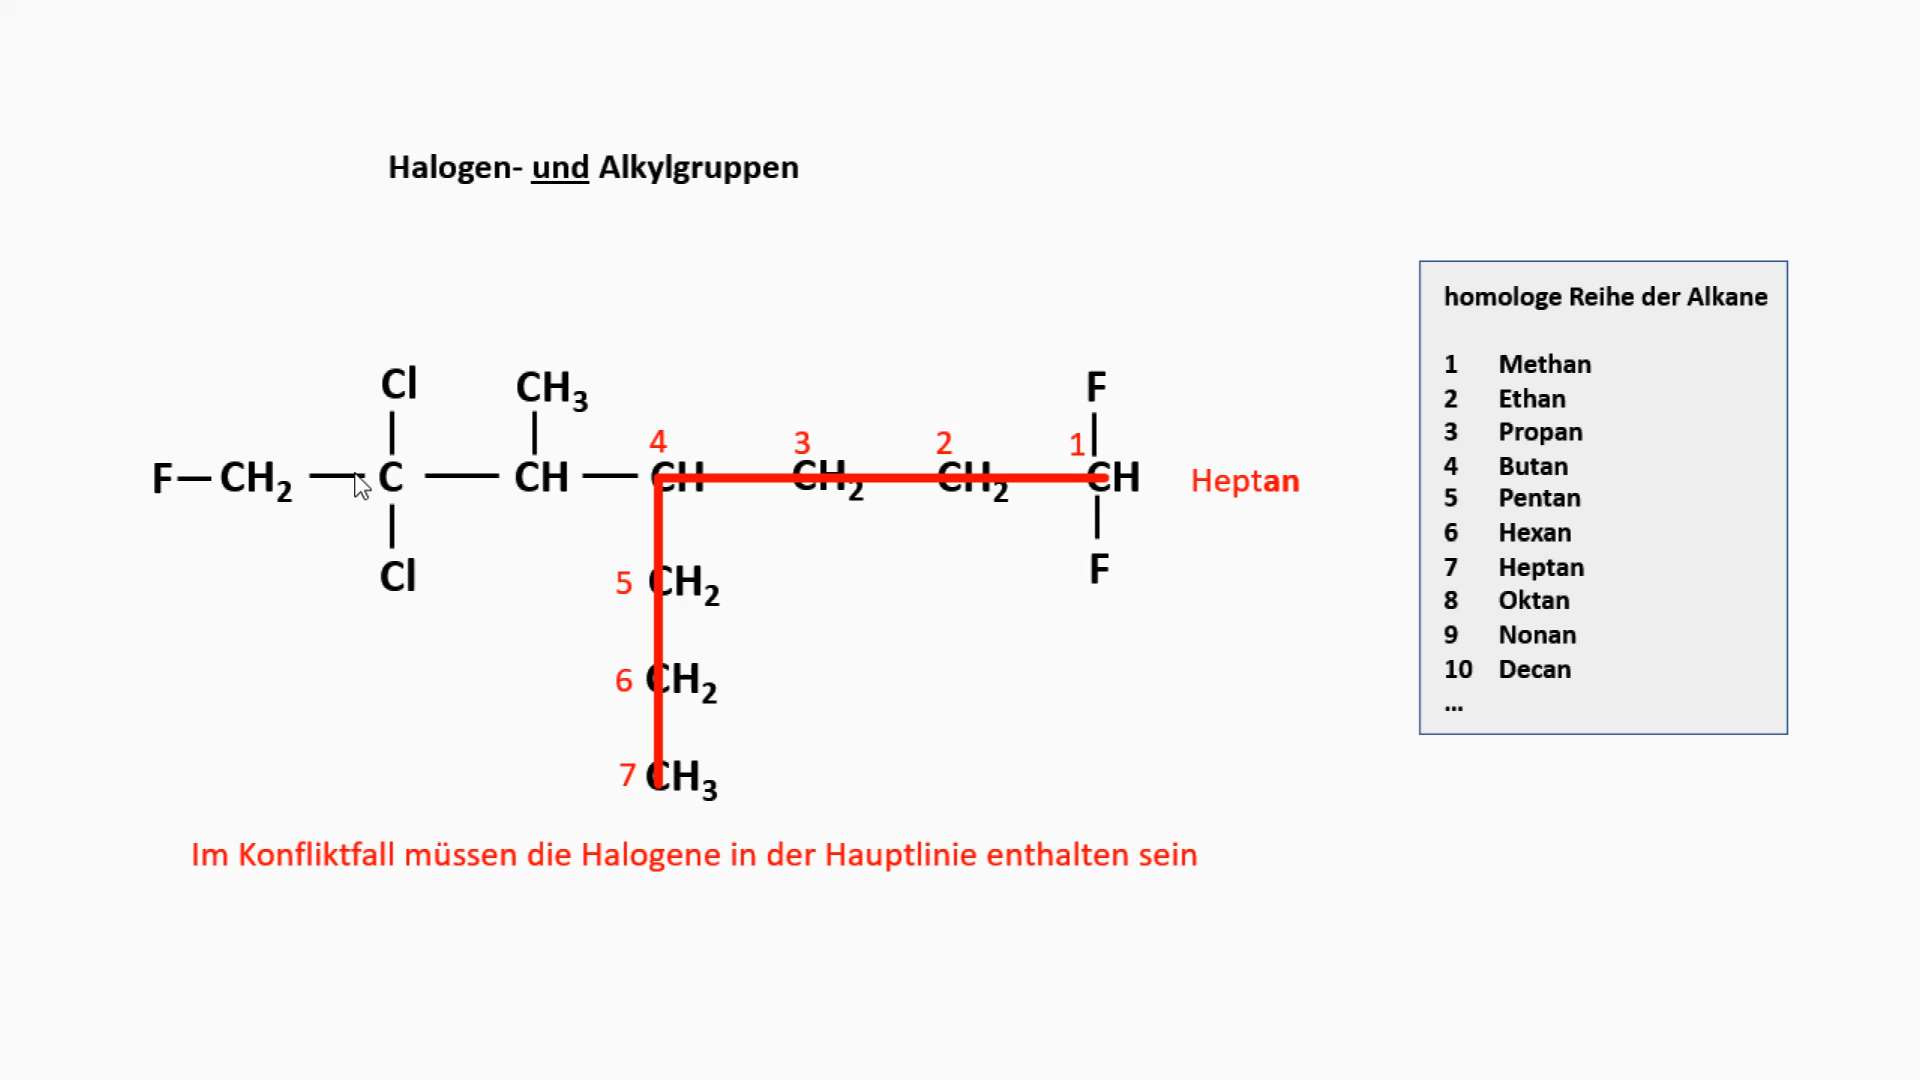 Halogen- und Alkylgruppen
homologe Reihe der Alkane
1 Methan
2 Ethan
3 Propan
4 Butan
5 Pentan
6 Hexan
7 Heptan
8 Oktan
9 Nonan
10 Decan
...
Cl CH₃ F
4 3 2 1
F—CH₂ — C — CH — CH CH₂ CH₂ CH Heptan
Cl F
5 CH₂
6 CH₂
7 CH₃
Im Konfliktfall müssen die Halogene in der Hauptlinie enthalten sein